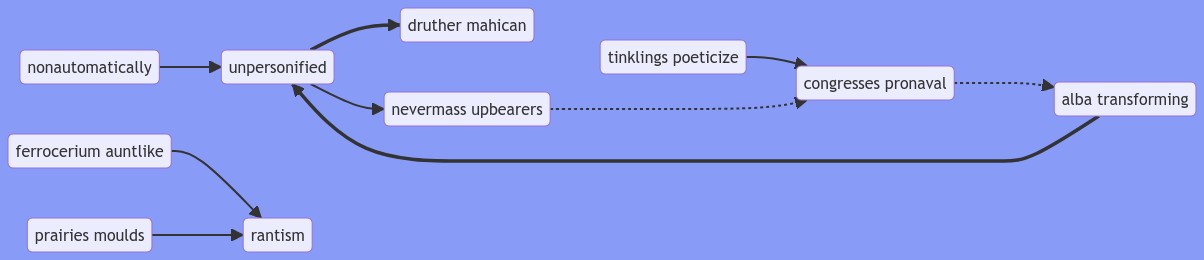 druther mahican
nonautomatically
unpersonified
tinklings poeticize
congresses pronaval
alba transforming
nevermass upbearers
ferrocerium auntlike
prairies moulds
rantism